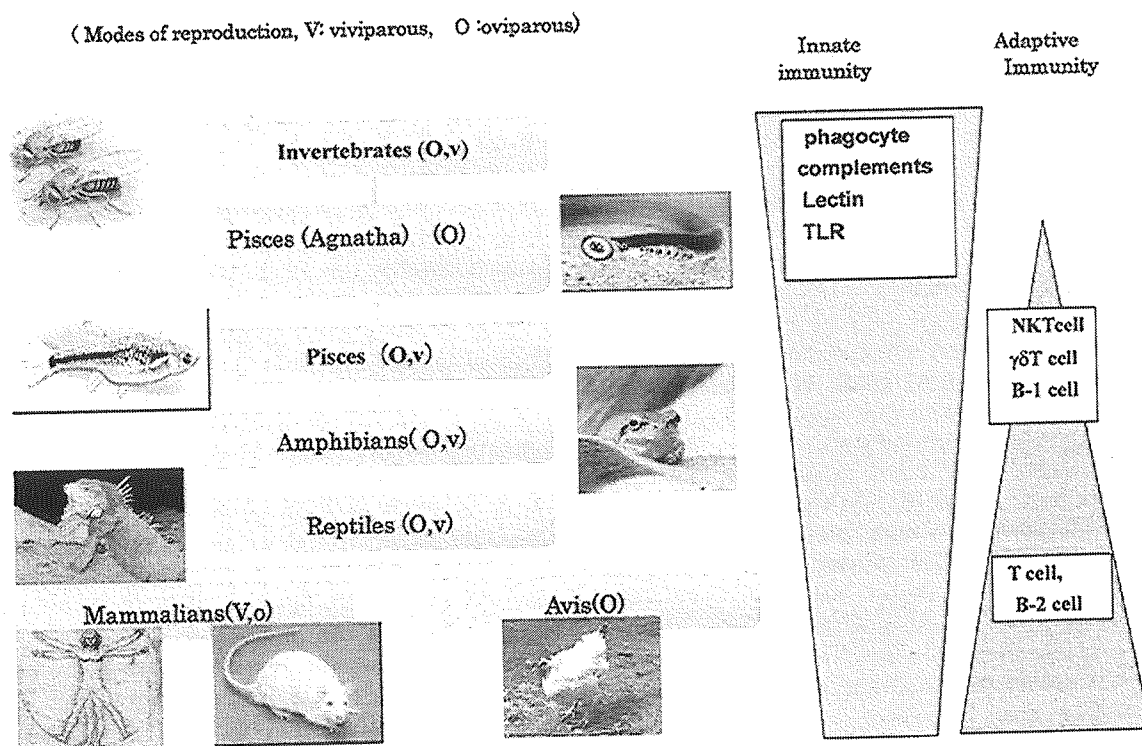 ( Modes of reproduction, V: viviparous, O :oviparous)
Innate
immunity
Adaptive
Immunity
Invertebrates (O,v)
Pisces (Agnatha) (O)
Pisces (O,v)
Amphibians( O,v)
Reptiles (O,v)
Mammalians(V,o)
Avis(O)
phagocyte
complements
Lectin
TLR
NKTcell
γδT cell
B-1 cell
T cell,
B-2 cell